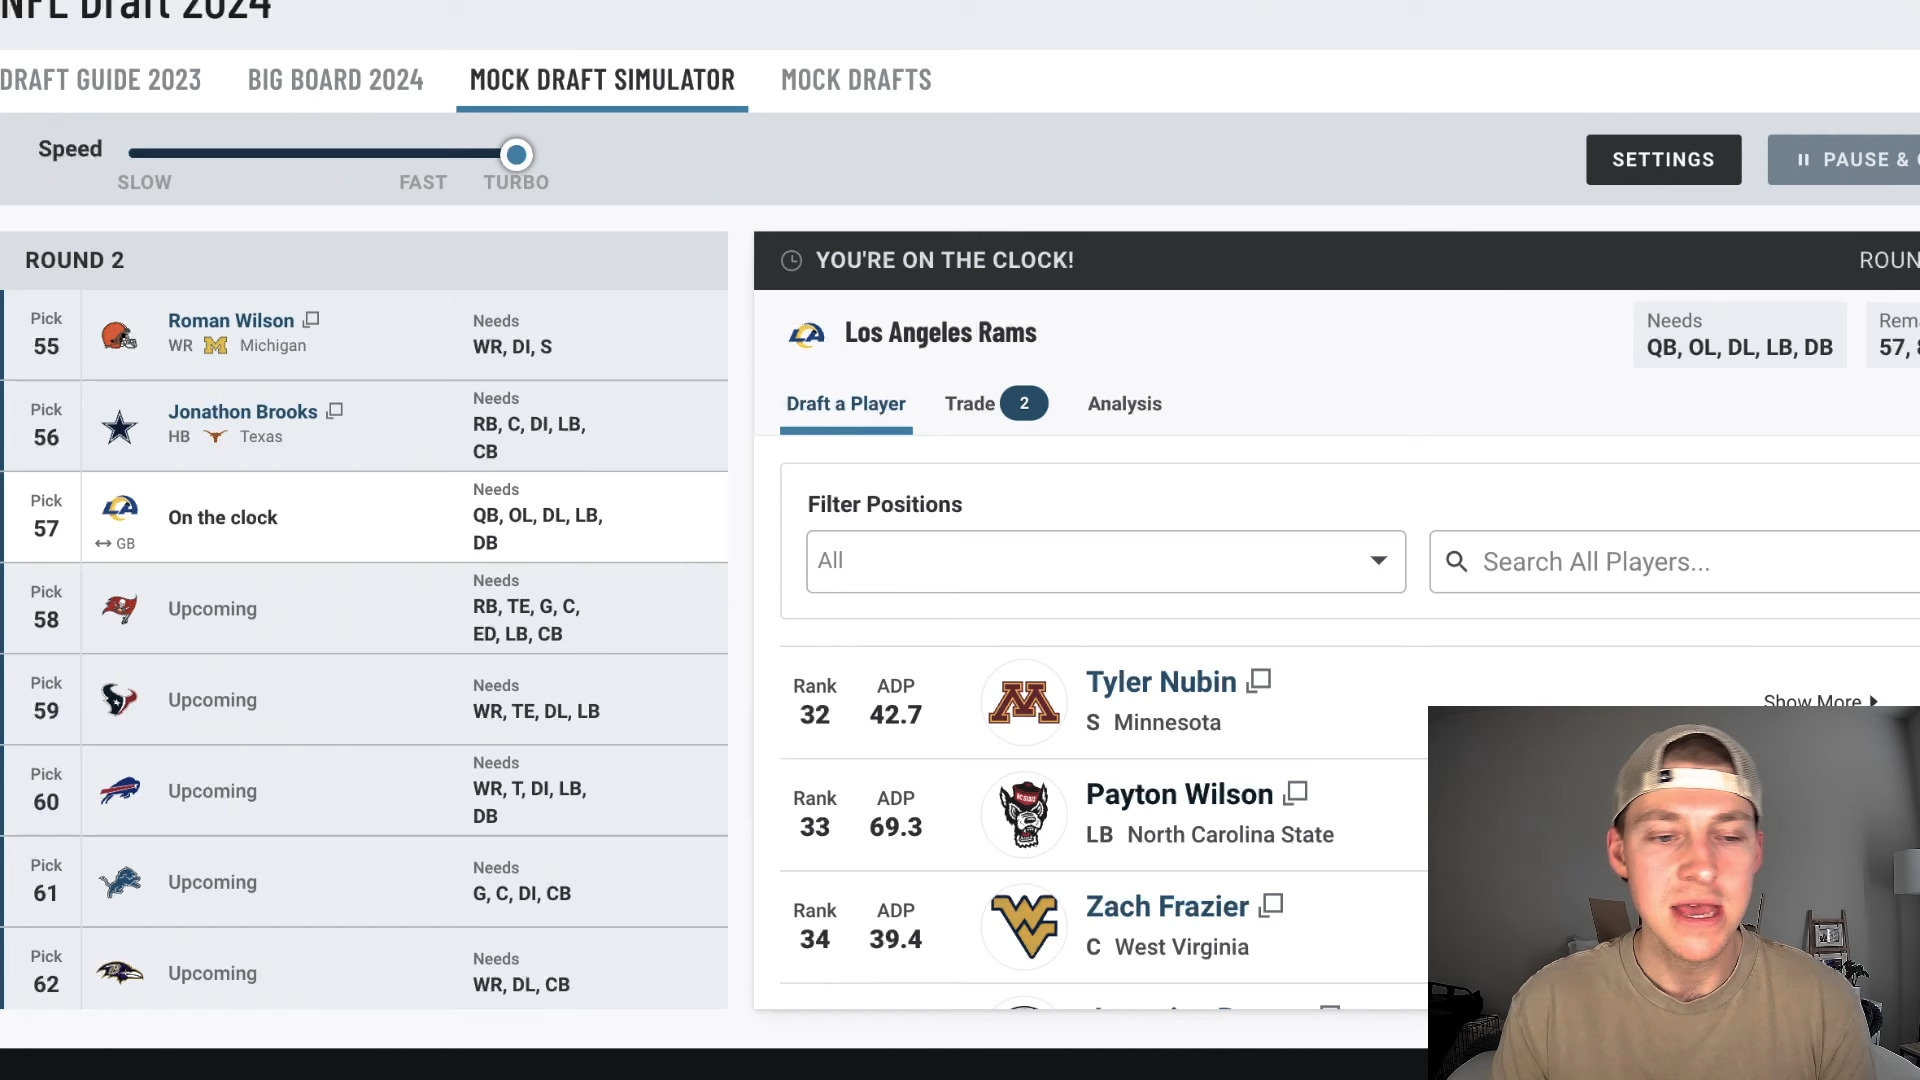 NFL Draft 2024
DRAFT GUIDE 2023 BIG BOARD 2024 MOCK DRAFT SIMULATOR MOCK DRAFTS
Speed
SLOW FAST TURBO
SETTINGS
PAUSE &
ROUND 2
Pick
55
Roman Wilson
WR Michigan
Needs
WR, DI, S
Pick
56
Jonathon Brooks
HB Texas
Needs
RB, C, DI, LB,
CB
Pick
57
GB
On the clock
Needs
QB, OL, DL, LB,
DB
Pick
58
Upcoming
Needs
RB, TE, G, C,
ED, LB, CB
Pick
59
Upcoming
Needs
WR, TE, DL, LB
Pick
60
Upcoming
Needs
WR, T, DI, LB,
DB
Pick
61
Upcoming
Needs
G, C, DI, CB
Pick
62
Upcoming
Needs
WR, DL, CB
YOU'RE ON THE CLOCK!
ROUN
Los Angeles Rams
Needs
QB, OL, DL, LB, DB
Rem
57,
Draft a Player Trade 2 Analysis
Filter Positions
All
Search All Players...
Rank
32
ADP
42.7
Tyler Nubin
S Minnesota
Show More
Rank
33
ADP
69.3
Payton Wilson
LB North Carolina State
Rank
34
ADP
39.4
Zach Frazier
C West Virginia